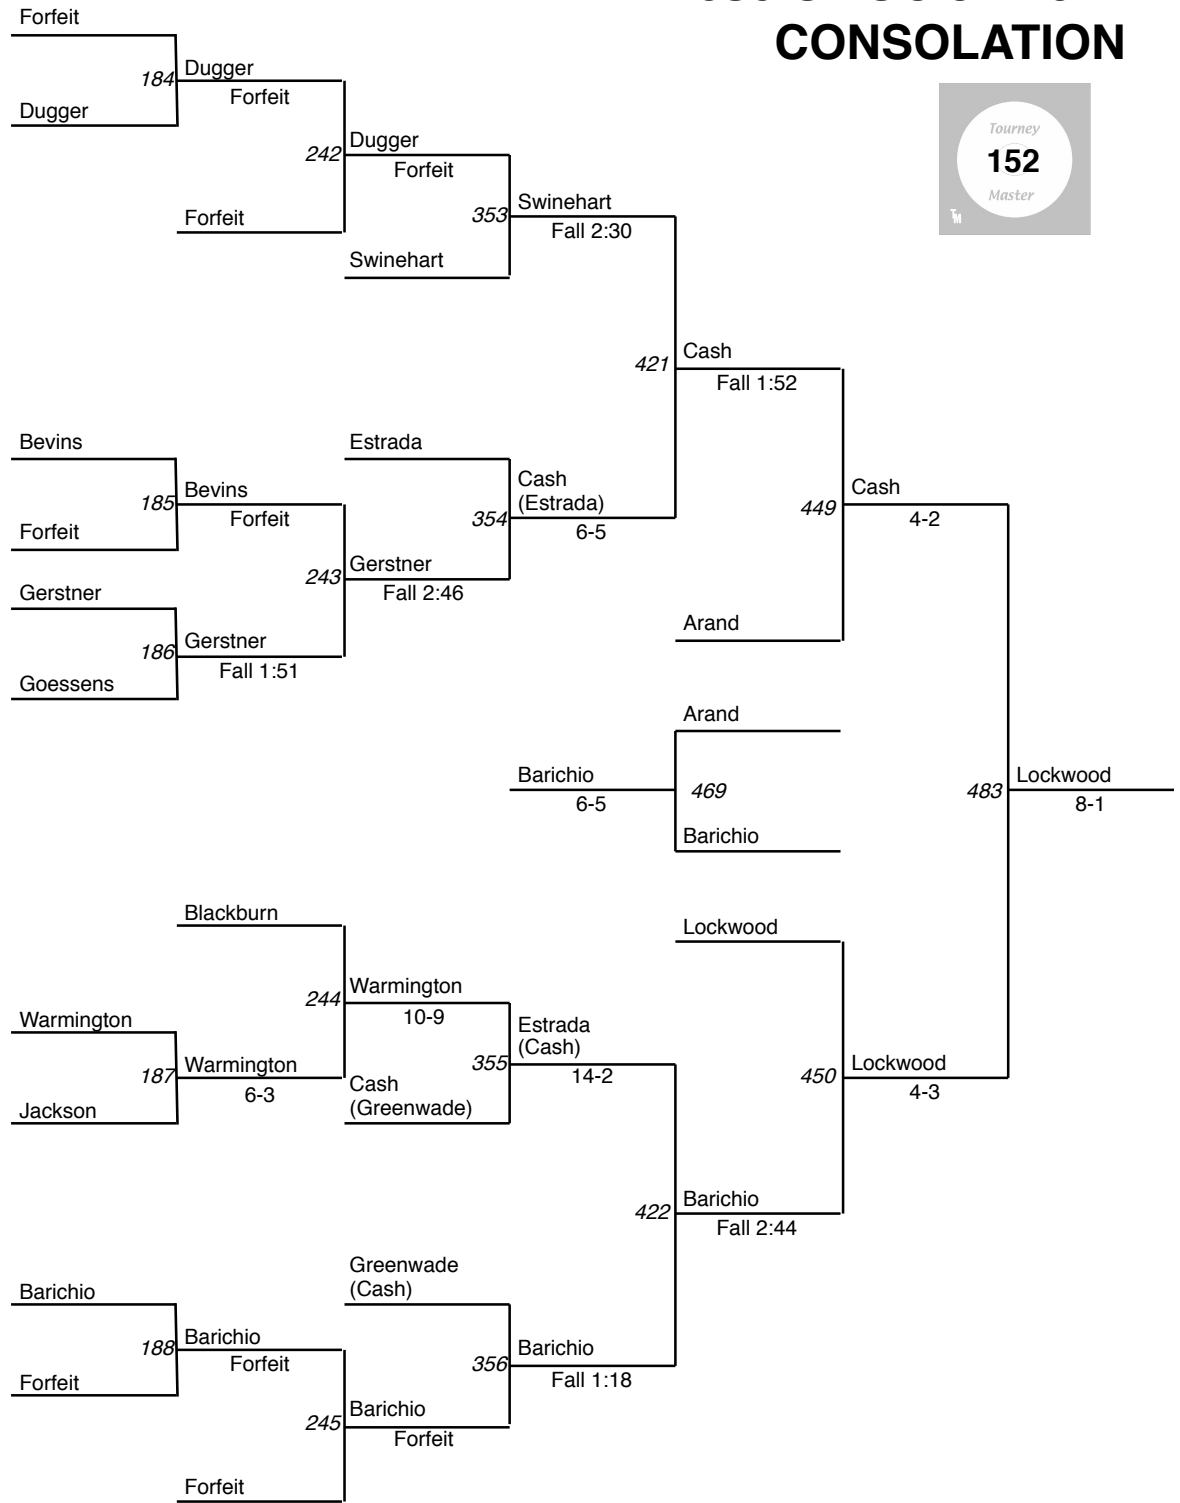 Forfeit
CONSOLATION
184
Dugger
Forfeit
Dugger
242
Dugger
Forfeit
Tourney
152
Master
TM
Forfeit
353
Swinehart
Fall 2:30
Swinehart
421
Cash
Fall 1:52
Bevins
Estrada
185
Bevins
Forfeit
Forfeit
354
Cash
(Estrada)
6-5
449
Cash
4-2
243
Gerstner
Fall 2:46
Gerstner
186
Gerstner
Fall 1:51
Goessens
Arand
Arand
Barichio
6-5
469
Barichio
483
Lockwood
8-1
Blackburn
Lockwood
244
Warmington
10-9
Warmington
187
Warmington
6-3
Jackson
355
Estrada
(Cash)
14-2
Cash
(Greenwade)
450
Lockwood
4-3
422
Barichio
Fall 2:44
Greenwade
(Cash)
Barichio
188
Barichio
Forfeit
Forfeit
356
Barichio
Fall 1:18
245
Barichio
Forfeit
Forfeit